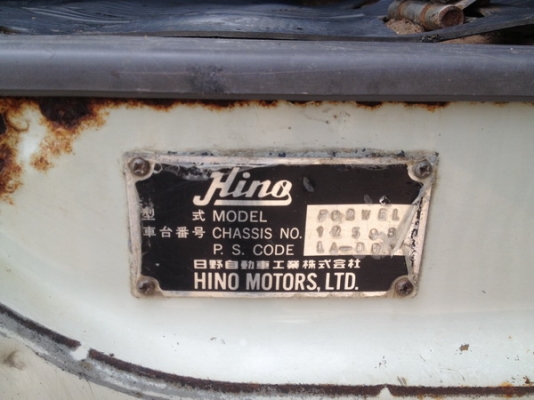 Hino
型 式 MODEL
車台番号 CHASSIS NO.
P. S. CODE
日野自動車工業株式会社
HINO MOTORS, LTD.